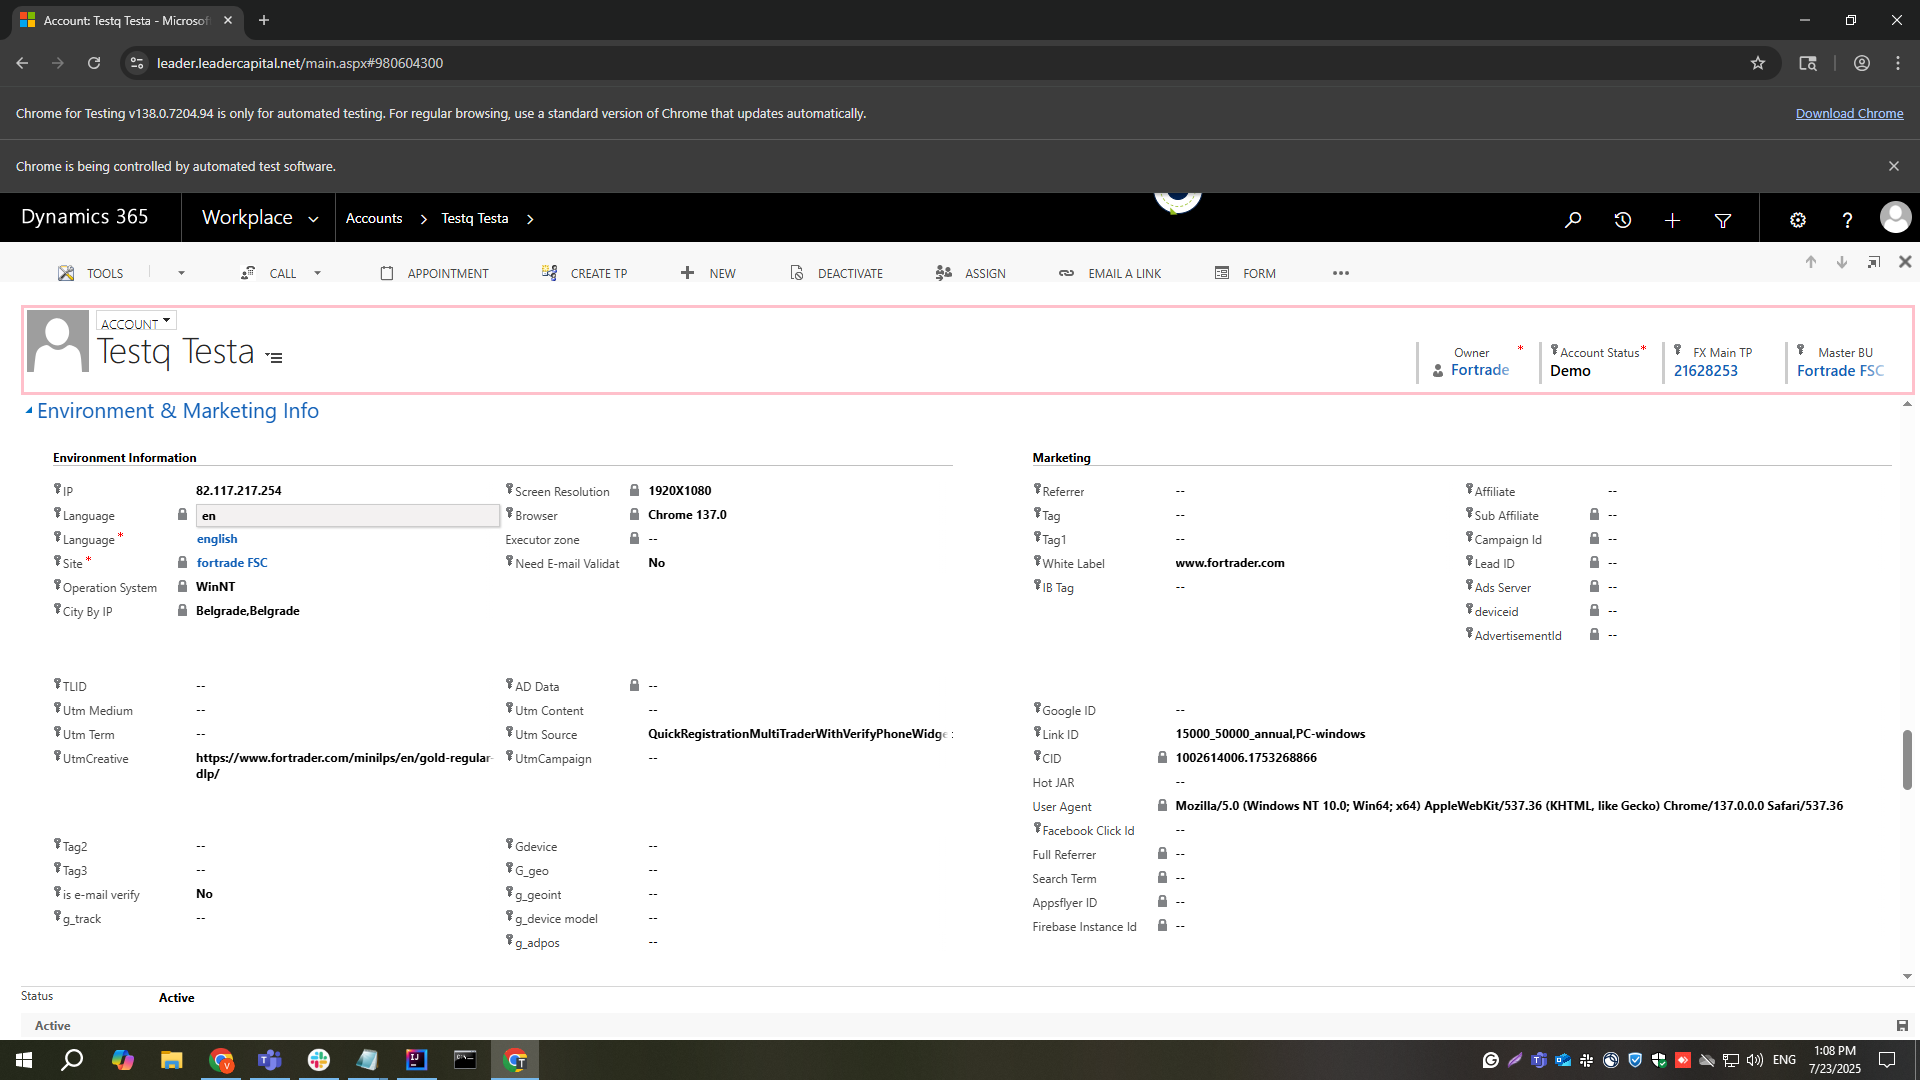 Account: Testq Testa - Microsof
leader.leadercapital.net/main.aspx#980604300
Chrome for Testing v138.0.7204.94 is only for automated testing. For regular browsing, use a standard version of Chrome that updates automatically.
Download Chrome
Chrome is being controlled by automated test software.
Dynamics 365
Workplace
Accounts
Testq Testa
TOOLS
CALL
APPOINTMENT
CREATE TP
NEW
DEACTIVATE
ASSIGN
EMAIL A LINK
FORM
ACCOUNT
Testq Testa
Owner *
Fortrade
Account Status *
Demo
FX Main TP
21628253
Master BU
Fortrade FSC
Environment & Marketing Info
Environment Information
IP 82.117.217.254
Language en
Language * english
Site * fortrade FSC
Operation System WinNT
City By IP Belgrade,Belgrade
Screen Resolution 1920X1080
Browser Chrome 137.0
Executor zone --
Need E-mail Validat No
TLID --
Utm Medium --
Utm Term --
UtmCreative https://www.fortrader.com/minilps/en/gold-regular-
dlp/
AD Data --
Utm Content --
Utm Source QuickRegistrationMultiTraderWithVerifyPhoneWidge
UtmCampaign --
Tag2 --
Tag3 --
is e-mail verify No
g_track --
Gdevice --
G_geo --
g_geoint --
g_device model --
g_adpos --
Marketing
Referrer --
Tag --
Tag1 --
White Label www.fortrader.com
IB Tag --
Affiliate --
Sub Affiliate --
Campaign Id --
Lead ID --
Ads Server --
deviceid --
AdvertisementId --
Google ID --
Link ID 15000_50000_annual,PC-windows
CID 1002614006.1753268866
Hot JAR --
User Agent Mozilla/5.0 (Windows NT 10.0; Win64; x64) AppleWebKit/537.36 (KHTML, like Gecko) Chrome/137.0.0.0 Safari/537.36
Facebook Click Id --
Full Referrer --
Search Term --
Appsflyer ID --
Firebase Instance Id --
Status Active
Active
ENG
1:08 PM
7/23/2025